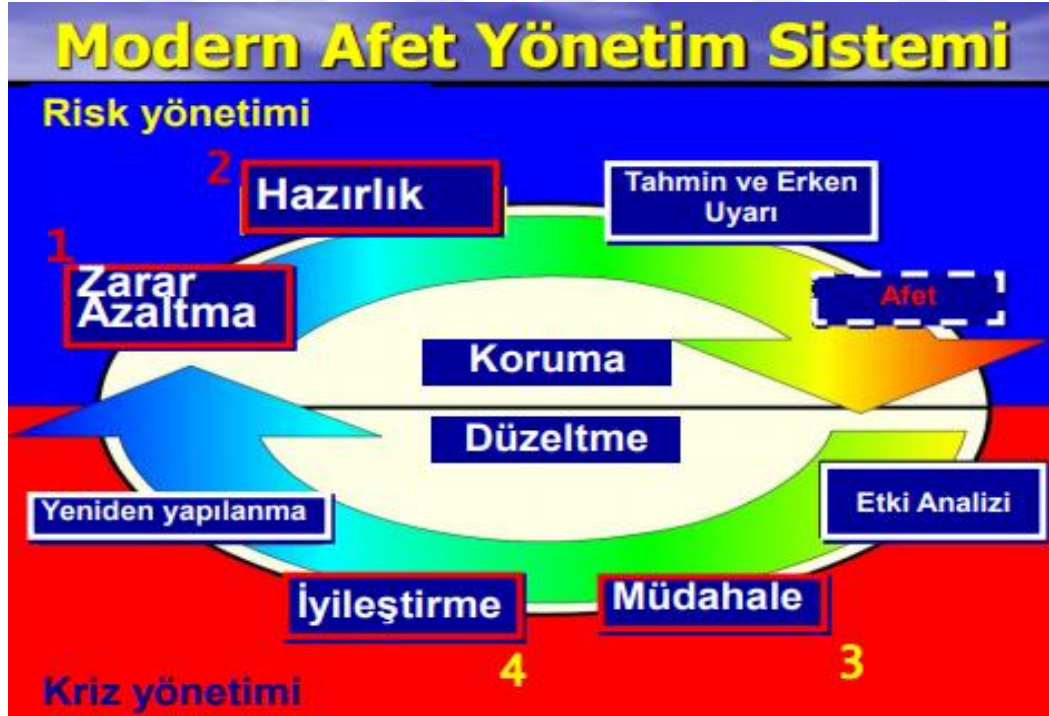 Modern Afet Yönetim Sistemi
Risk yönetimi
2
Hazırlık
Tahmin ve Erken
Uyarı
1
Zarar
Azaltma
Afet
Koruma
Düzeltme
Yeniden yapılanma
Etki Analizi
İyileştirme
Müdahale
4
3
Kriz yönetimi